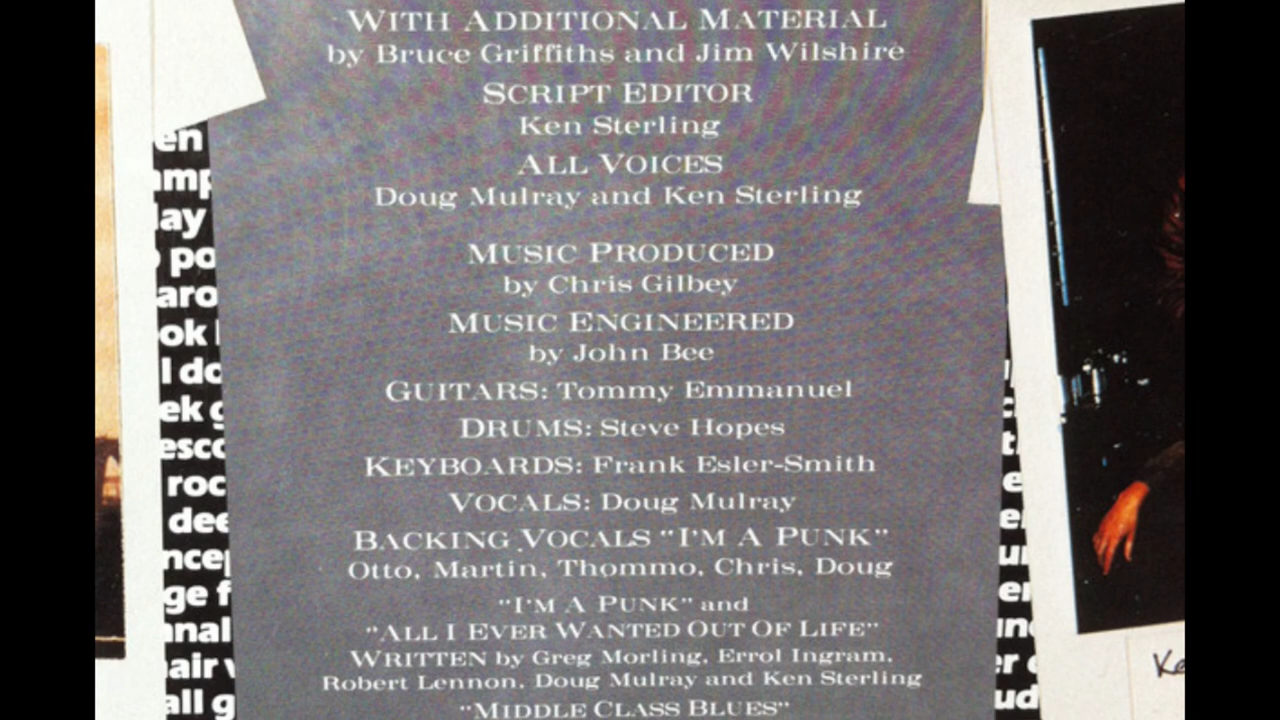 WITH ADDITIONAL MATERIAL
by Bruce Griffiths and Jim Wilshire
SCRIPT EDITOR
Ken Sterling
ALL VOICES
Doug Mulray and Ken Sterling
MUSIC PRODUCED
by Chris Gilbey
MUSIC ENGINEERED
by John Bee
GUITARS: Tommy Emmanuel
DRUMS: Steve Hopes
KEYBOARDS: Frank Esler-Smith
VOCALS: Doug Mulray
BACKING VOCALS "I'M A PUNK"
Otto, Martin, Thommo, Chris, Doug
"I'M A PUNK" and
"ALL I EVER WANTED OUT OF LIFE"
WRITTEN by Greg Morling, Errol Ingram,
Robert Lennon, Doug Mulray and Ken Sterling
"MIDDLE CLASS BLUES"